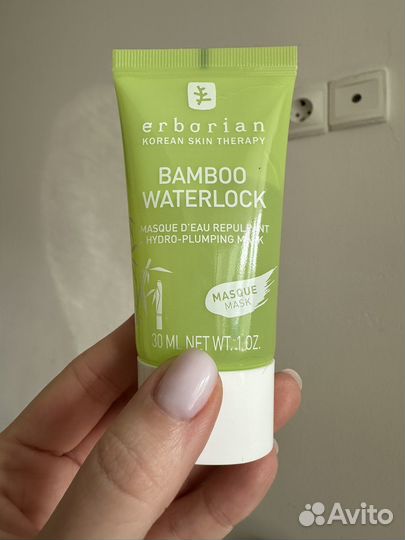 erborian
KOREAN SKIN THERAPY
BAMBOO
WATERLOCK
MASQUE D'EAU REPULPANT
HYDRO-PLUMPING MASK
MASQUE
MASK
30 ML NET WT. 1 OZ.
Avito